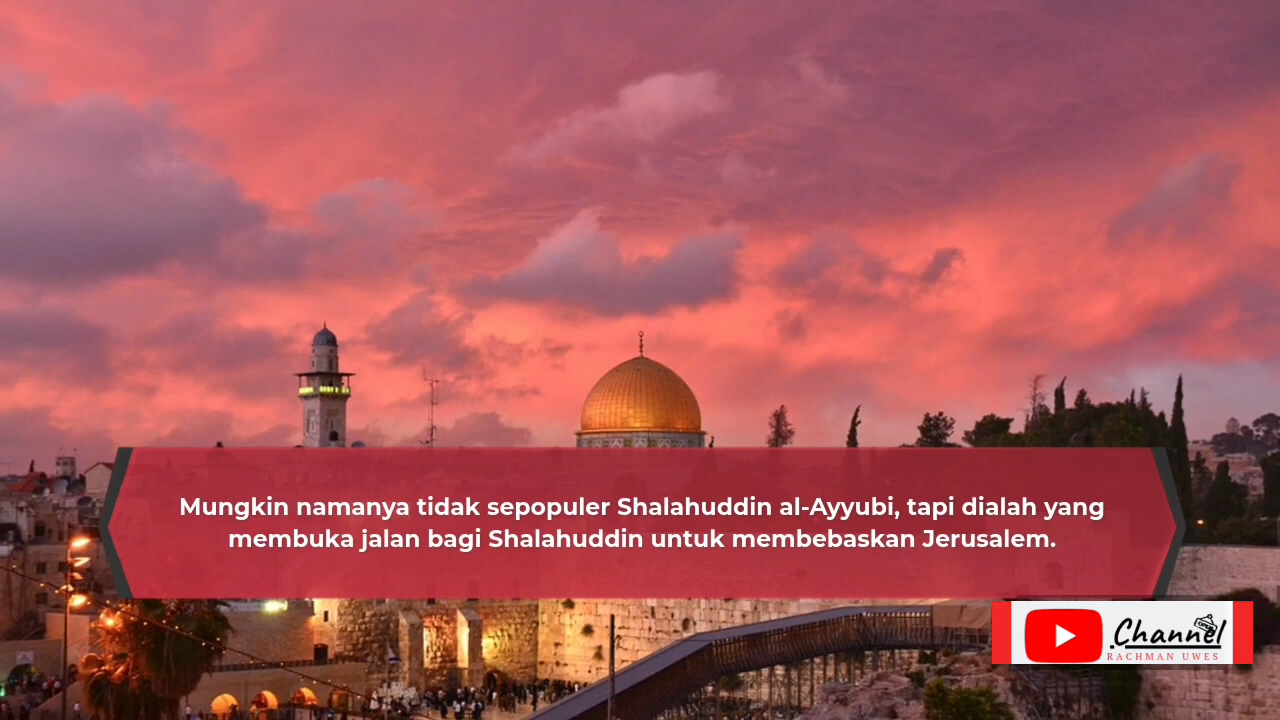 Mungkin namanya tidak sepopuler Shalahuddin al-Ayyubi, tapi dialah yang
membuka jalan bagi Shalahuddin untuk membebaskan Jerusalem.
Channel
RACHMAN UWES